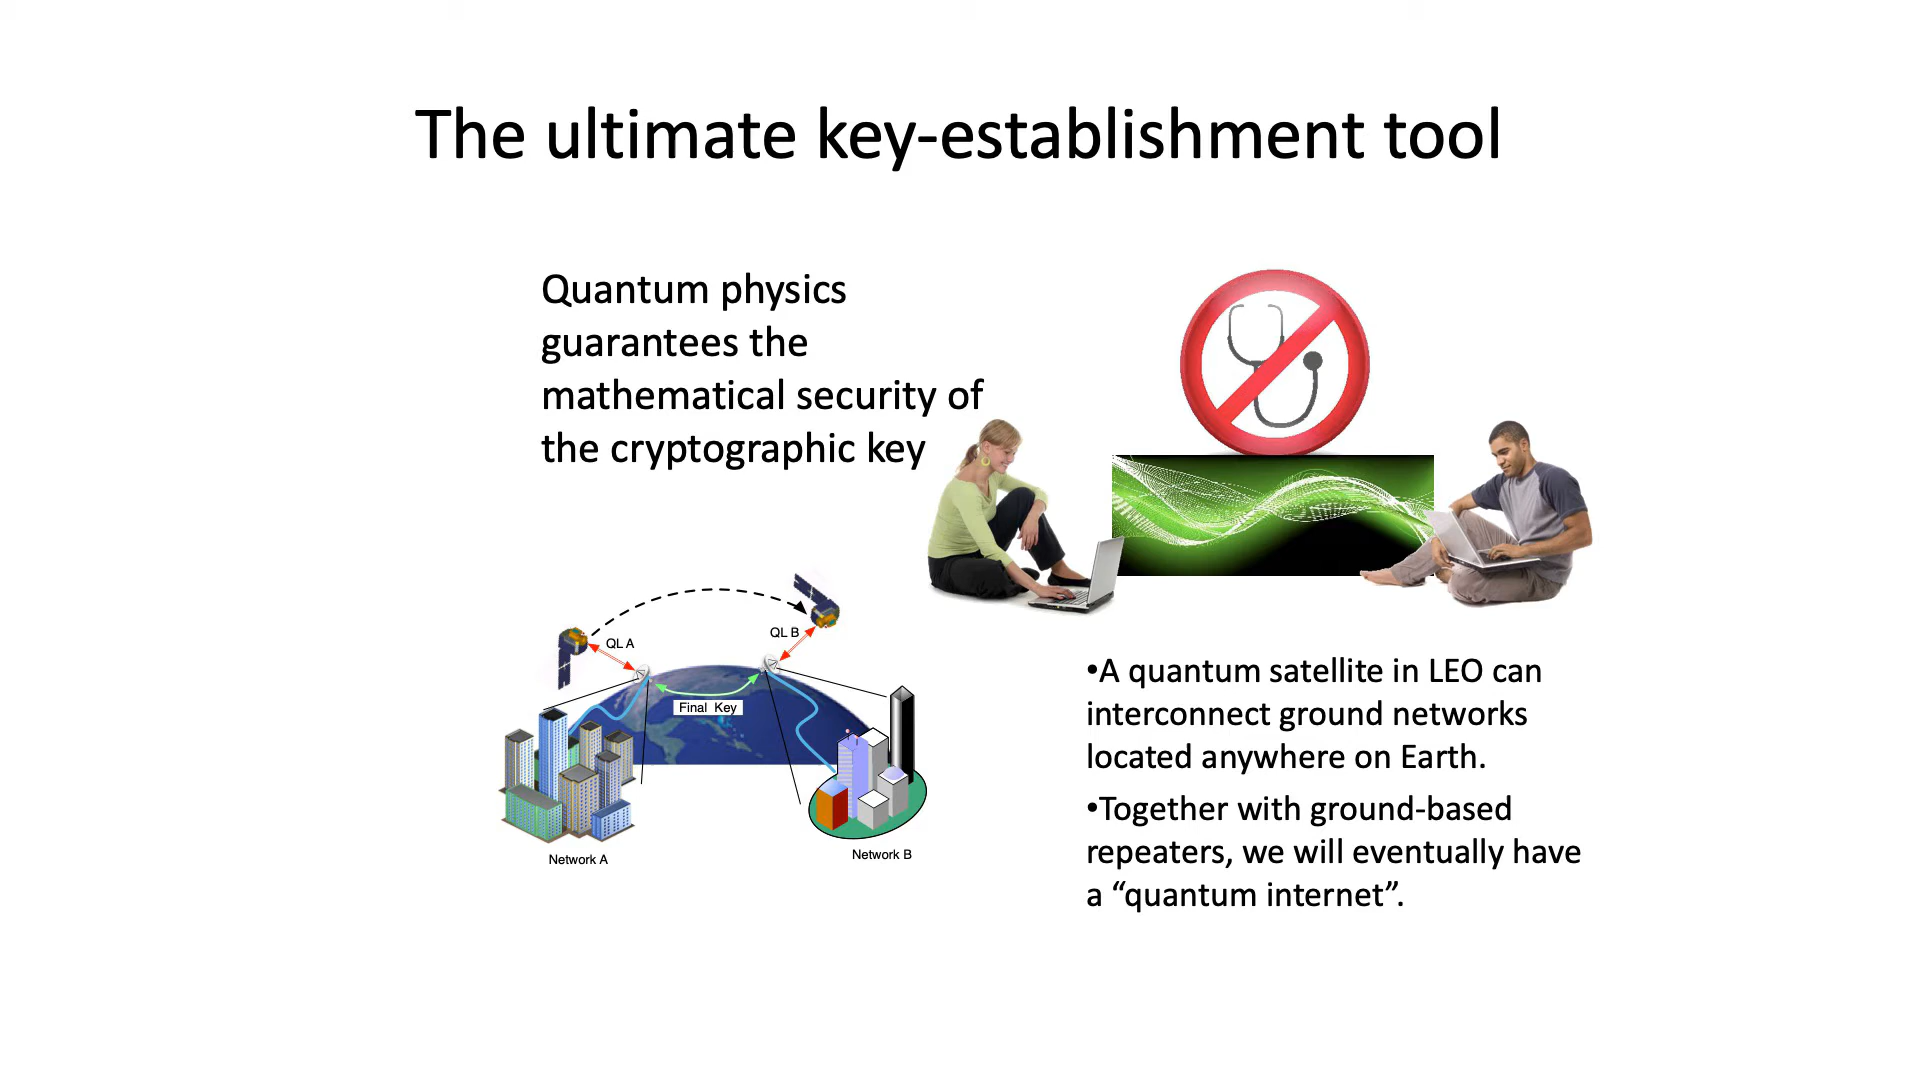 The ultimate key-establishment tool
Quantum physics
guarantees the
mathematical security of
the cryptographic key
QL A
QL B
Final Key
Network A
Network B
•A quantum satellite in LEO can
interconnect ground networks
located anywhere on Earth.
•Together with ground-based
repeaters, we will eventually have
a “quantum internet”.